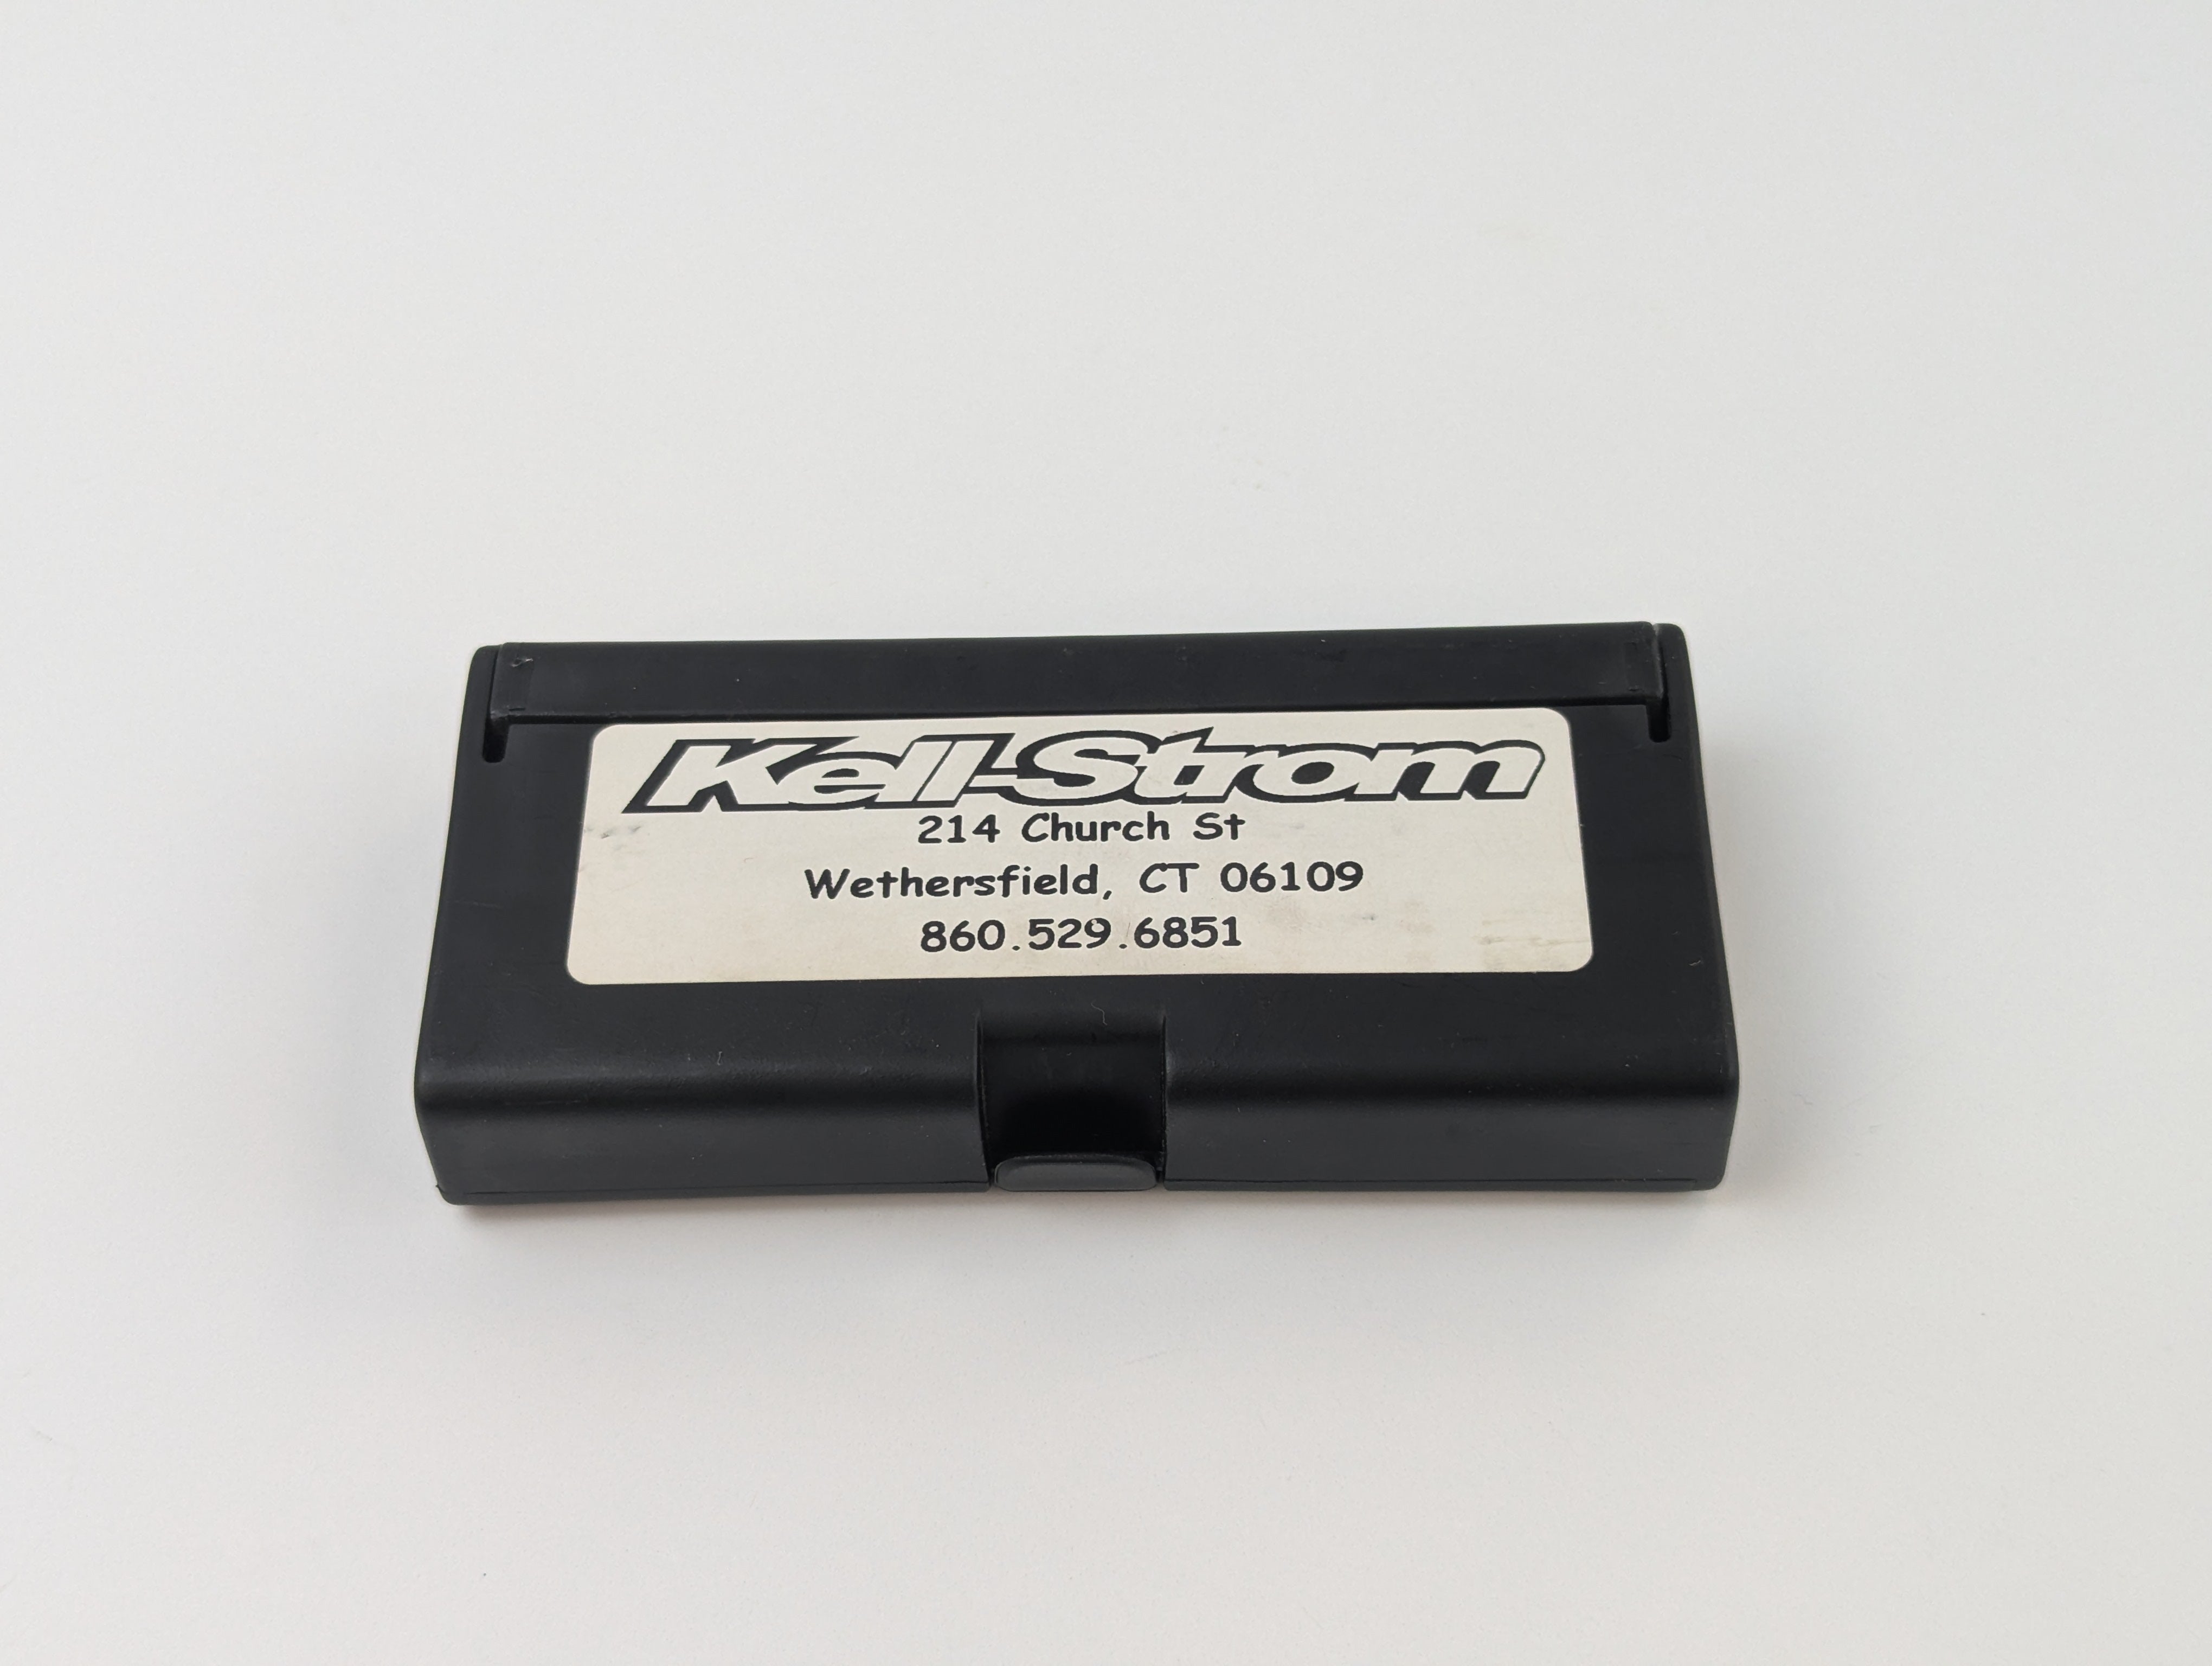 Kell-Strom
214 Church St
Wethersfield, CT 06109
860.529.6851